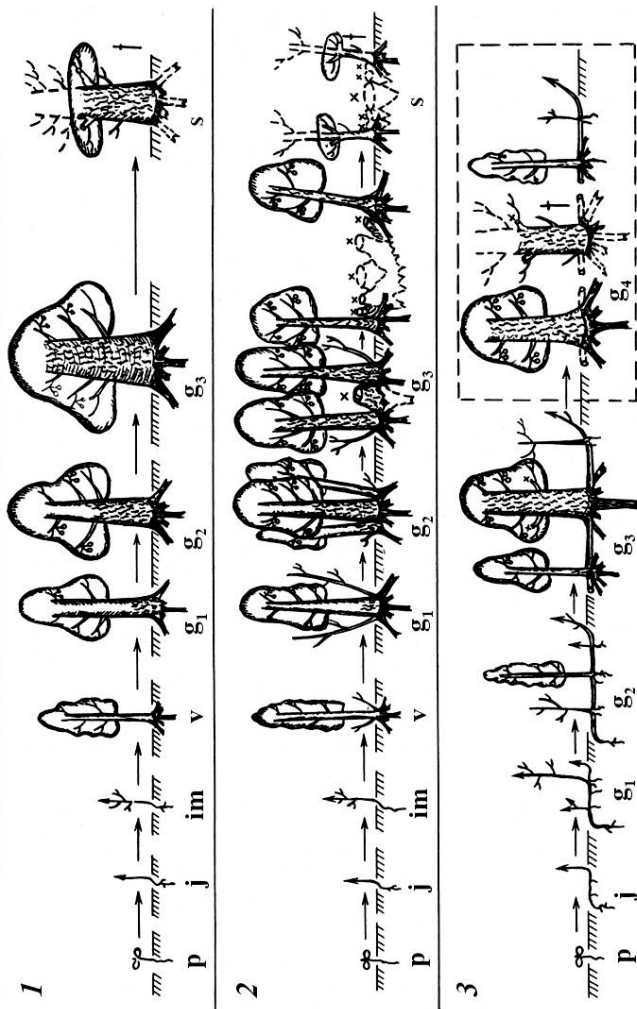 1
p j im v g₁ g₂ g₃ s
2
p j im v g₁ g₂ g₃ s
3
p j g₁ g₂ g₃ g₄